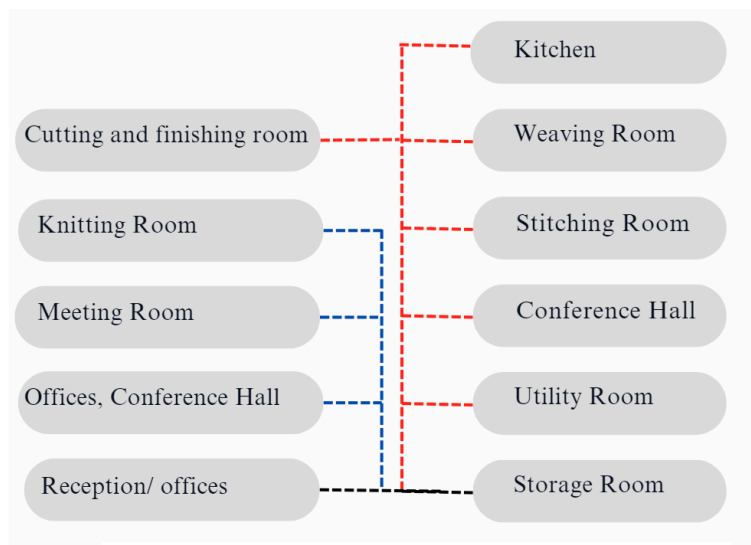 Kitchen
Cutting and finishing room
Weaving Room
Knitting Room
Stitching Room
Meeting Room
Conference Hall
Offices, Conference Hall
Utility Room
Reception/ offices
Storage Room